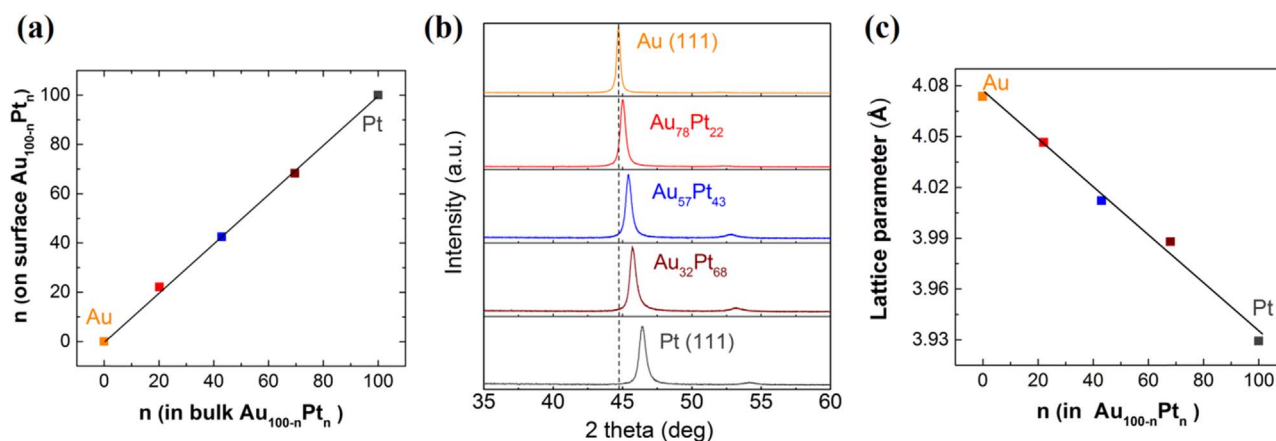 (a)
n (on surface Au100-nPtn)
100
80
60
40
20
0
Au
Pt
0 20 40 60 80 100
n (in bulk Au100-nPtn )
(b)
Intensity (a.u.)
Au (111)
Au78Pt22
Au57Pt43
Au32Pt68
Pt (111)
35 40 45 50 55 60
2 theta (deg)
(c)
Lattice parameter (Å)
4.08
4.05
4.02
3.99
3.96
3.93
Au
Pt
0 20 40 60 80 100
n (in Au100-nPtn)